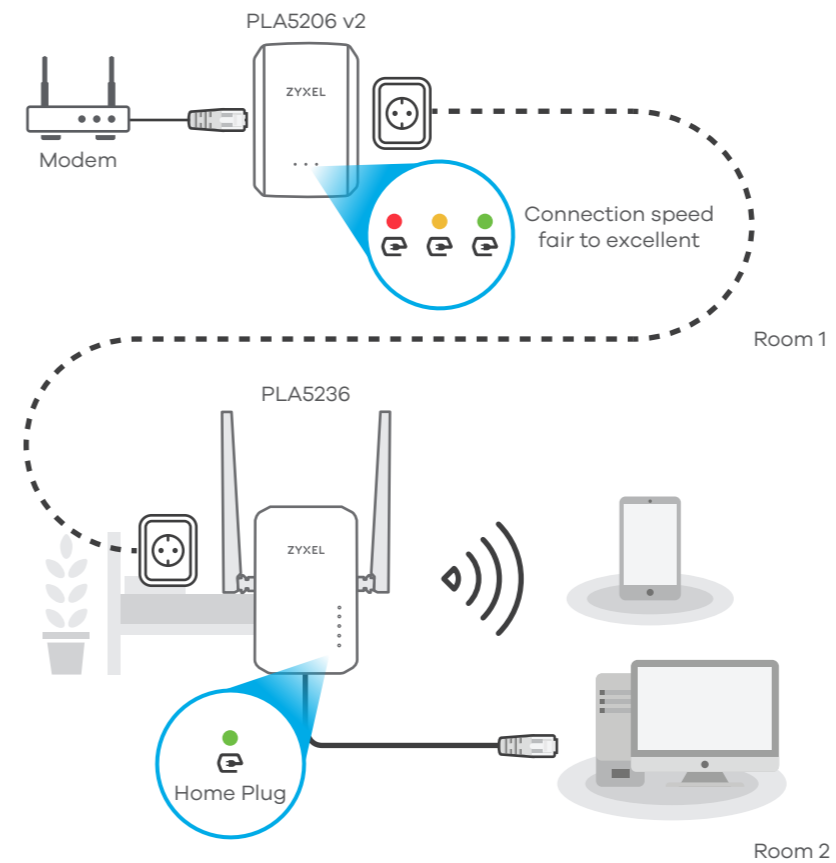 PLA5206 v2
ZYXEL
Modem
Connection speed
fair to excellent
Room 1
PLA5236
ZYXEL
Home Plug
Room 2